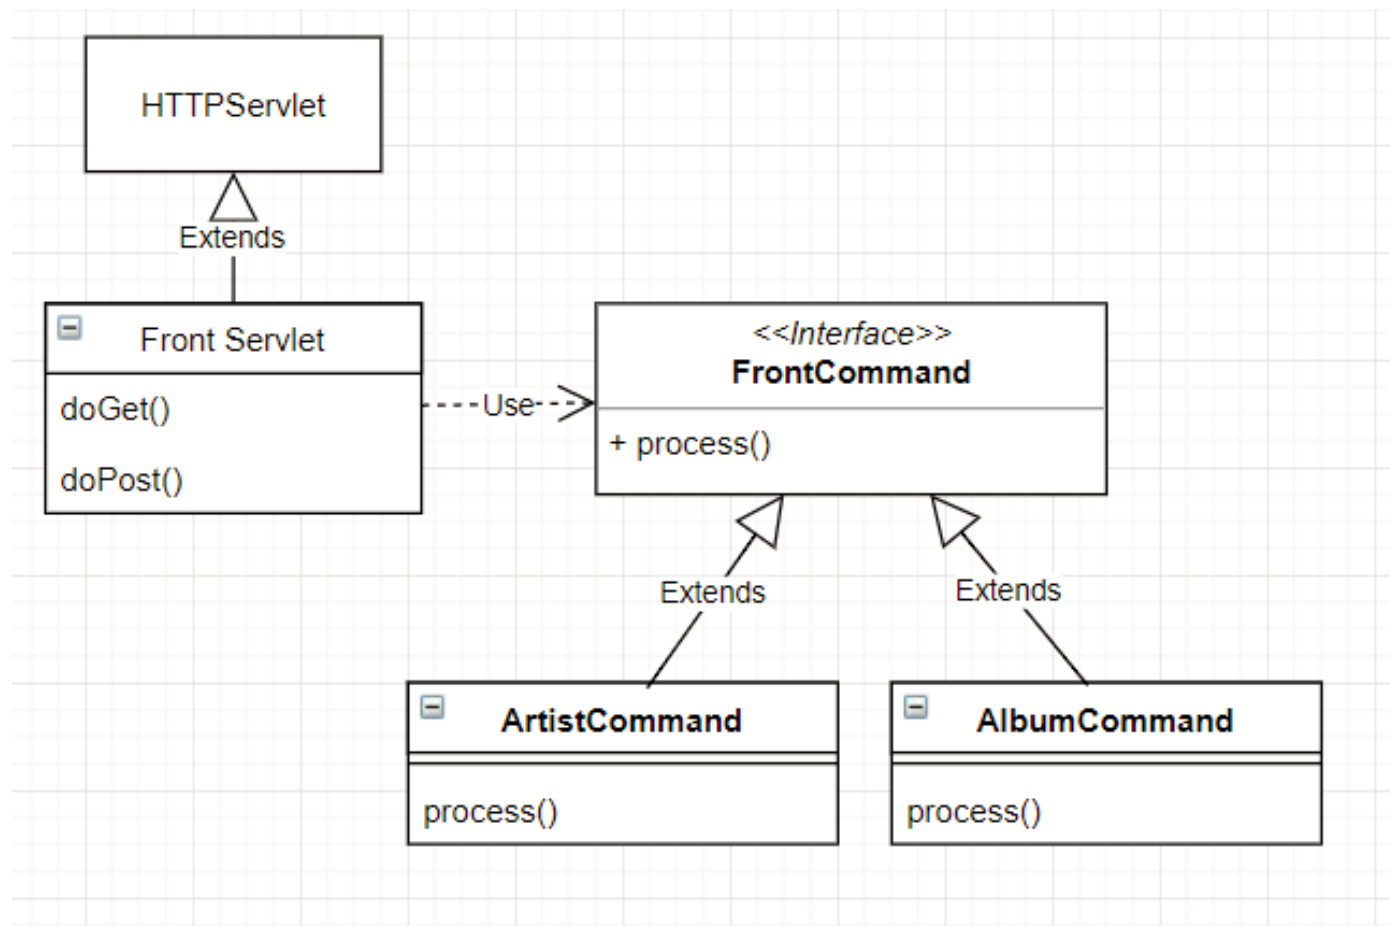 HTTPServlet
Extends
Front Servlet
doGet()
doPost()
Use
<<Interface>>
FrontCommand
+ process()
Extends
Extends
ArtistCommand
process()
AlbumCommand
process()